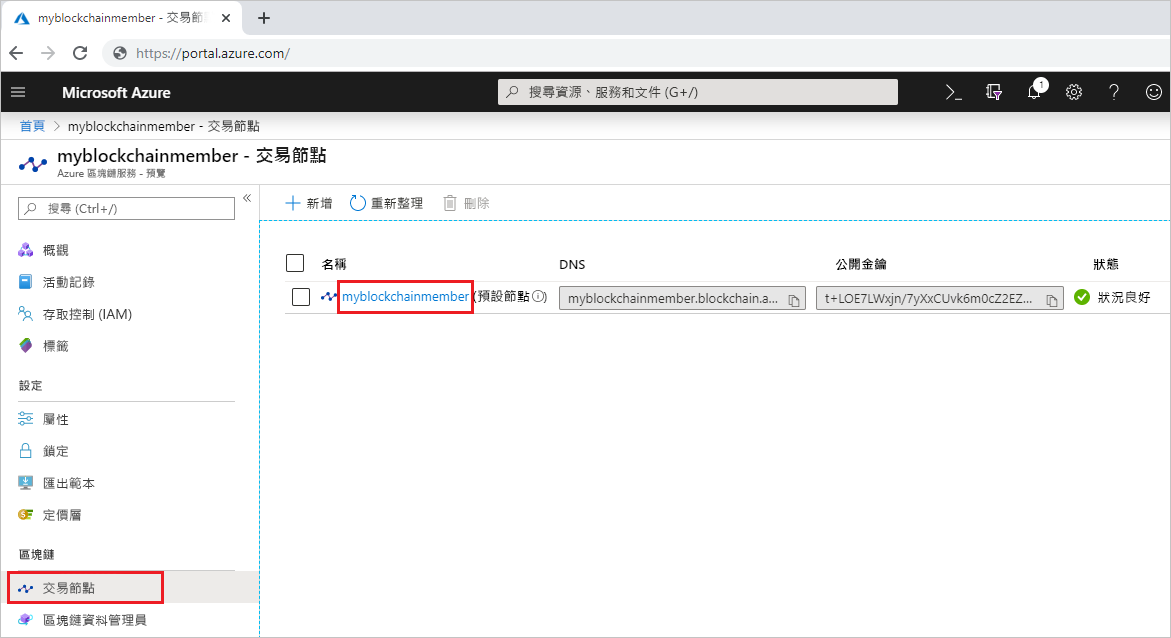 myblockchainmember - 交易節
https://portal.azure.com/
Microsoft Azure
搜尋資源、服務和文件 (G+/)
1
首頁 > myblockchainmember - 交易節點
myblockchainmember - 交易節點
Azure 區塊鏈服務 - 預覽
搜尋 (Ctrl+/)
概觀
活動記錄
存取控制 (IAM)
標籤
設定
屬性
鎖定
匯出範本
定價層
區塊鏈
交易節點
區塊鏈資料管理員
新增 重新整理 刪除
名稱 DNS 公開金鑰 狀態
myblockchainmember (預設節點 myblockchainmember.blockchain.a... t+LOE7LWxjn/7yXxCUvk6m0cZ2EZ... 狀況良好